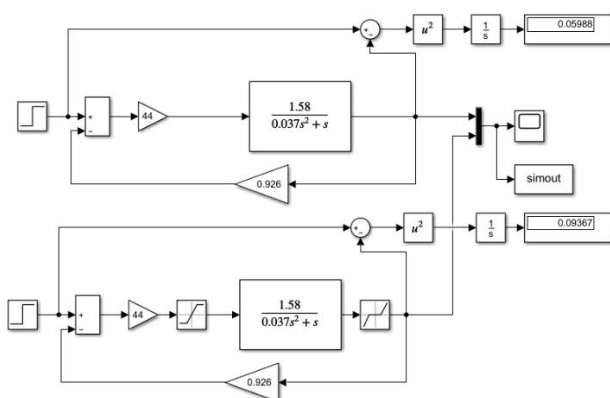 +
−
u²
1
s
0.05988
+
−
44
1.58
0.037s² + s
0.926
simout
+
−
u²
1
s
0.09367
+
−
44
1.58
0.037s² + s
0.926